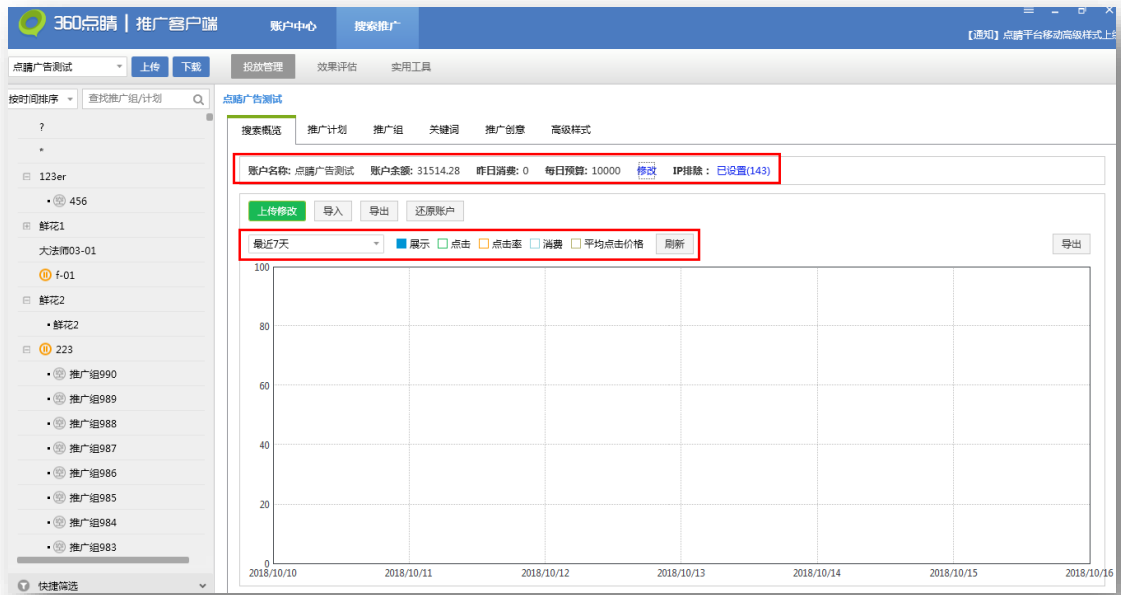 360点睛 | 推广客户端 账户中心 搜索推广
【通知】点睛平台移动高级样式上
点睛广告测试 上传 下载 投放管理 效果评估 实用工具
按时间排序 查找推广组/计划 点睛广告测试
搜索概览 推广计划 推广组 关键词 推广创意 高级样式
账户名称: 点睛广告测试 账户余额: 31514.28 昨日消费: 0 每日预算: 10000 修改 IP排除： 已设置(143)
上传修改 导入 导出 还原账户
最近7天 展示 点击 点击率 消费 平均点击价格 刷新 导出
?
*
123er
456
鲜花1
大法师03-01
f-01
鲜花2
鲜花2
223
推广组990
推广组989
推广组988
推广组987
推广组986
推广组985
推广组984
推广组983
快捷筛选
100
80
60
40
20
0
2018/10/10 2018/10/11 2018/10/12 2018/10/13 2018/10/14 2018/10/15 2018/10/16